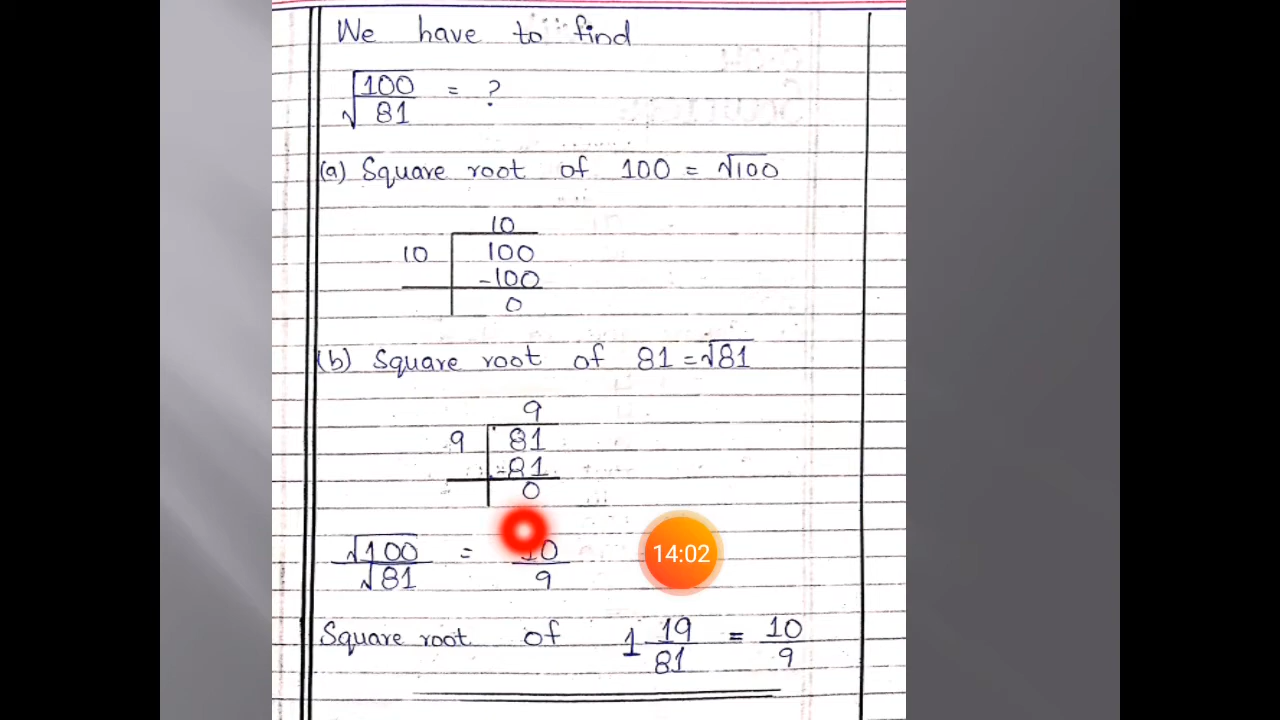 We have to find
√100/81 = ?
(a) Square root of 100 = √100
10
10 100
-100
0
(b) Square root of 81 = √81
9
9 81
-81
0
√100/√81 = 10/9
14:02
Square root of 1 19/81 = 10/9